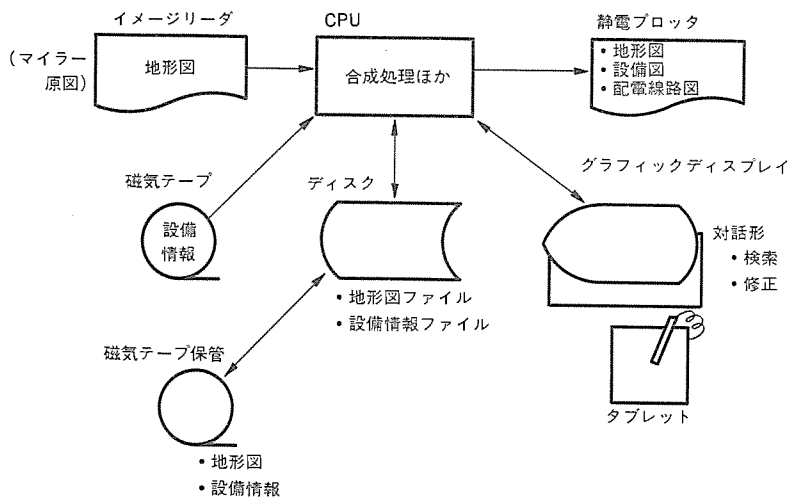 イメージリーダ
CPU
静電プロッタ
(マイラー
原図)
地形図
合成処理ほか
• 地形図
• 設備図
• 配電線路図
磁気テープ
ディスク
グラフィックディスプレイ
設備
情報
対話形
• 検索
• 修正
• 地形図ファイル
• 設備情報ファイル
磁気テープ保管
タブレット
• 地形図
• 設備情報